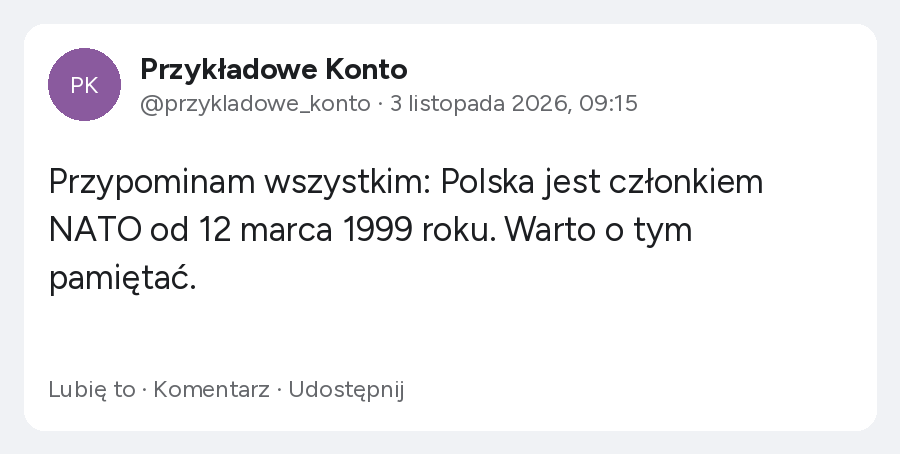 PK
Przykładowe Konto
@przykladowe_konto · 3 listopada 2026, 09:15
Przypominam wszystkim: Polska jest członkiem
NATO od 12 marca 1999 roku. Warto o tym
pamiętać.
Lubię to · Komentarz · Udostępnij